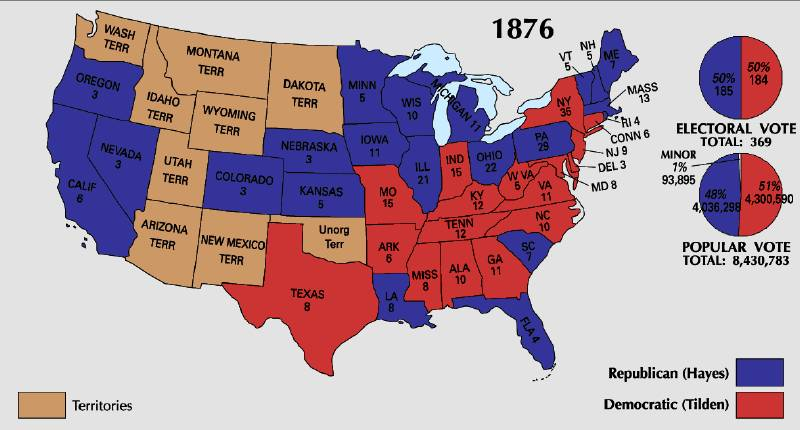 1876
WASH
TERR
MONTANA
TERR
DAKOTA
TERR
MINN
5
OREGON
3
IDAHO
TERR
WYOMING
TERR
WIS
10
MICHIGAN 11
VT
5
NH
5
ME
7
MASS
13
RI 4
CONN 6
NJ 9
DEL 3
MD 8
NY
35
PA
29
NEVADA
3
CALIF
6
UTAH
TERR
COLORADO
3
NEBRASKA
3
KANSAS
5
IOWA
11
ILL
21
IND
15
OHIO
22
W VA
5
VA
11
MO
15
KY
12
TENN
12
NC
10
SC
7
ARIZONA
TERR
NEW MEXICO
TERR
Unorg
Terr
TEXAS
8
ARK
6
LA
8
MISS
8
ALA
10
GA
11
FLA 4
50%
185
50%
184
ELECTORAL VOTE
TOTAL: 369
MINOR
1%
93,895
48%
4,036,298
51%
4,300,590
POPULAR VOTE
TOTAL: 8,430,783
Republican (Hayes)
Democratic (Tilden)
Territories